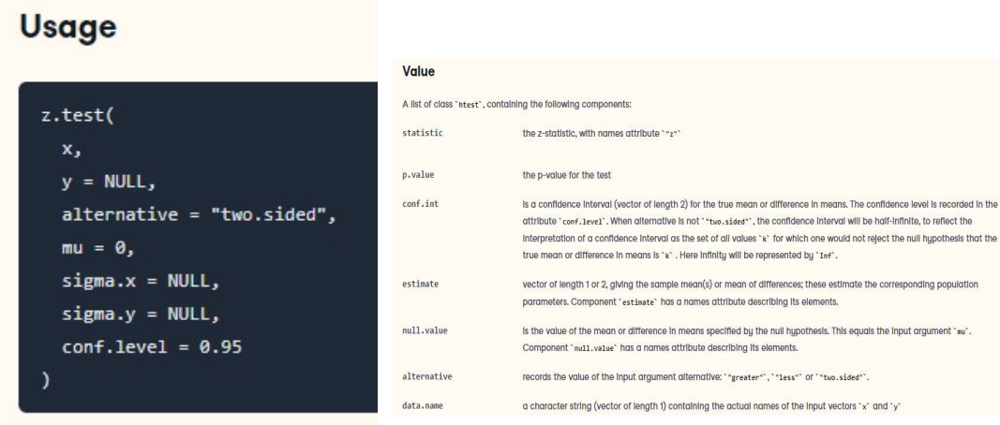 Usage
z.test(
x,
y = NULL,
alternative = "two.sided",
mu = 0,
sigma.x = NULL,
sigma.y = NULL,
conf.level = 0.95
)
Value
A list of class `htest`, containing the following components:
statistic the z-statistic, with names attribute `"z"`
p.value the p-value for the test
conf.int is a confidence interval (vector of length 2) for the true mean or difference in means. The confidence level is recorded in the
attribute `conf.level`. When alternative is not `"two.sided"`, the confidence interval will be half-infinite, to reflect the
interpretation of a confidence interval as the set of all values `k` for which one would not reject the null hypothesis that the
true mean or difference in means is `k` . Here infinity will be represented by `Inf`.
estimate vector of length 1 or 2, giving the sample mean(s) or mean of differences; these estimate the corresponding population
parameters. Component `estimate` has a names attribute describing its elements.
null.value is the value of the mean or difference in means specified by the null hypothesis. This equals the input argument `mu`.
Component `null.value` has a names attribute describing its elements.
alternative records the value of the input argument alternative: `"greater"`, `"less"` or `"two.sided"`.
data.name a character string (vector of length 1) containing the actual names of the input vectors `x` and `y`